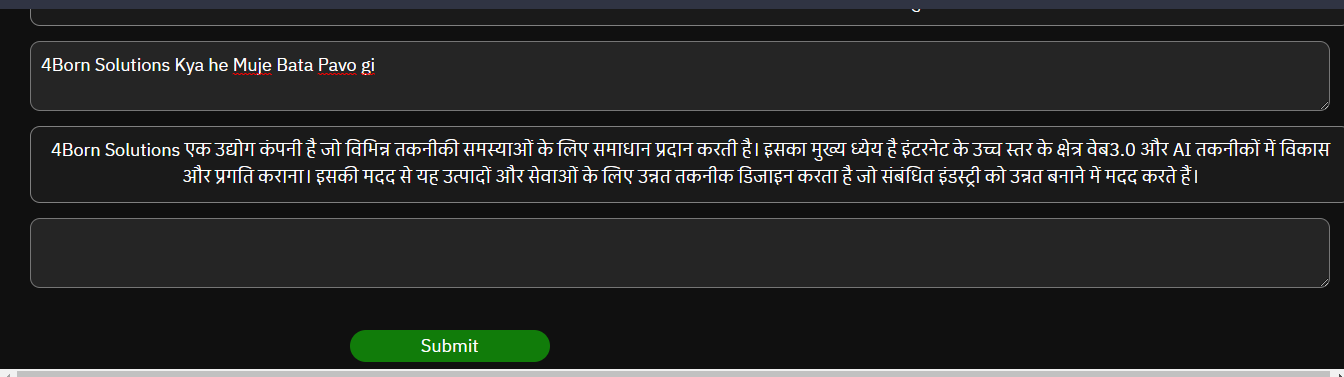 4Born Solutions Kya he Muje Bata Pavo gi
4Born Solutions एक उद्योग कंपनी है जो विभिन्न तकनीकी समस्याओं के लिए समाधान प्रदान करती है। इसका मुख्य ध्येय है इंटरनेट के उच्च स्तर के क्षेत्र वेब3.0 और AI तकनीकों में विकास
और प्रगति कराना। इसकी मदद से यह उत्पादों और सेवाओं के लिए उन्नत तकनीक डिजाइन करता है जो संबंधित इंडस्ट्री को उन्नत बनाने में मदद करते हैं।
Submit